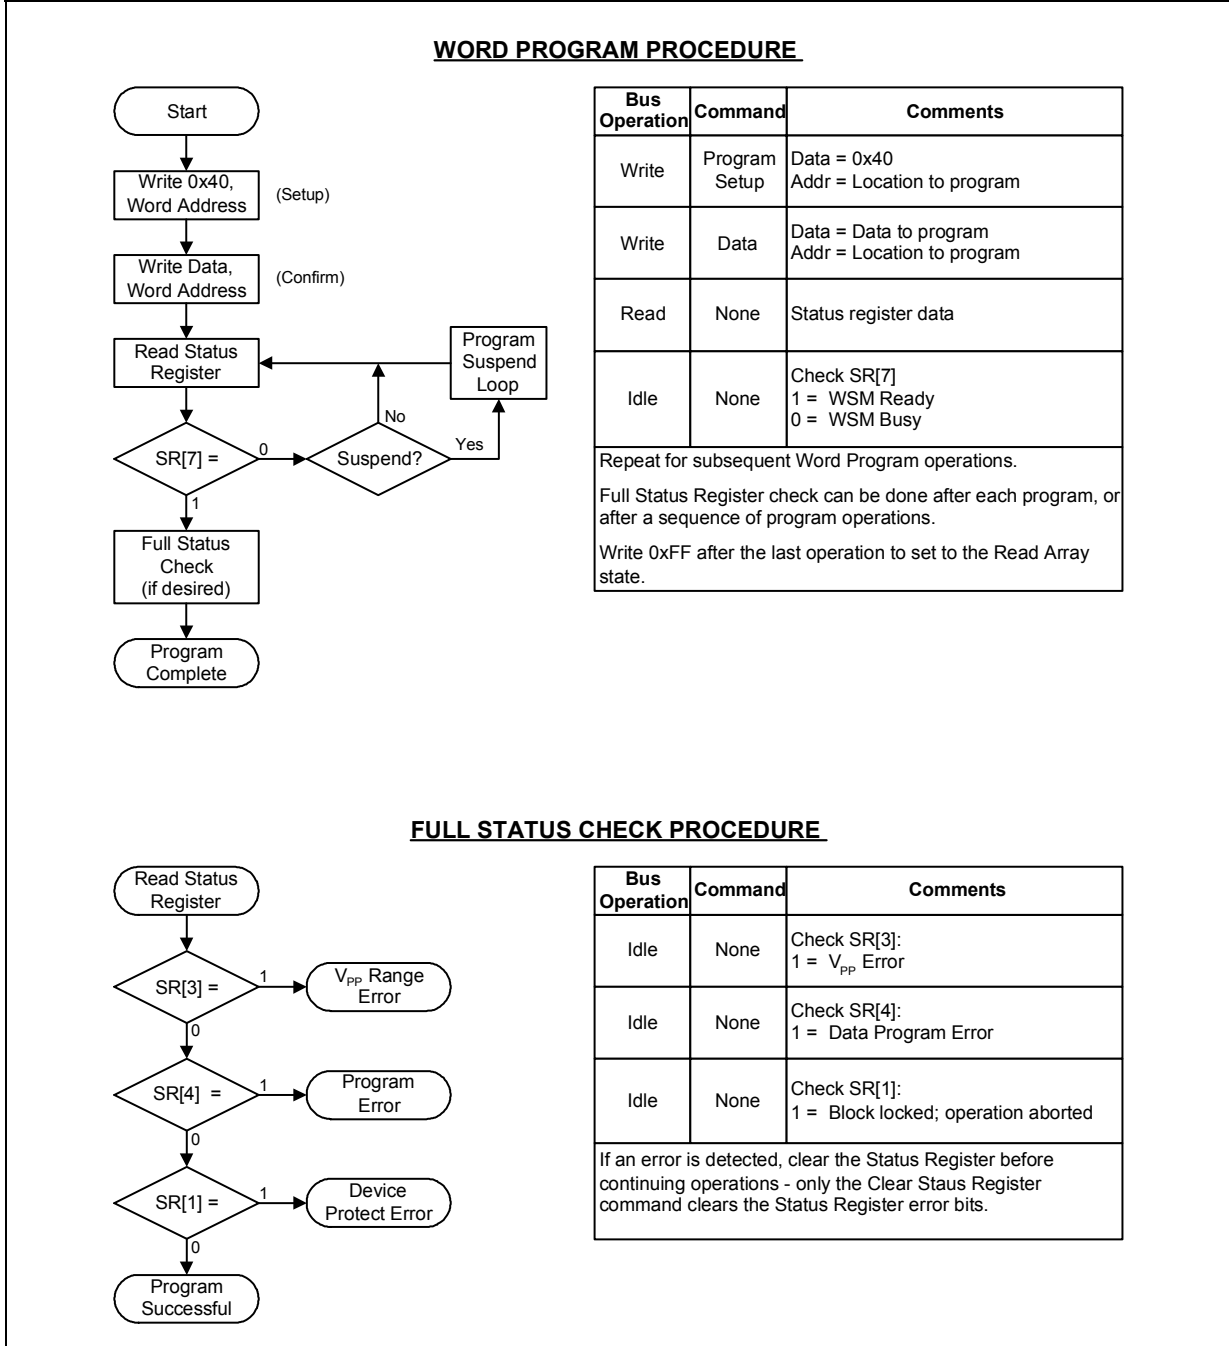 WORD PROGRAM PROCEDURE
Start
Write 0x40,
Word Address
(Setup)
Write Data,
Word Address
(Confirm)
Read Status
Register
Program
Suspend
Loop
No
SR[7] =
0
Suspend?
Yes
1
Full Status
Check
(if desired)
Program
Complete
Bus
Operation
Command
Comments
Write
Program
Setup
Data = 0x40
Addr = Location to program
Write
Data
Data = Data to program
Addr = Location to program
Read
None
Status register data
Idle
None
Check SR[7]
1 = WSM Ready
0 = WSM Busy
Repeat for subsequent Word Program operations.
Full Status Register check can be done after each program, or
after a sequence of program operations.
Write 0xFF after the last operation to set to the Read Array
state.
FULL STATUS CHECK PROCEDURE
Read Status
Register
SR[3] =
1
VPP Range
Error
0
SR[4] =
1
Program
Error
0
SR[1] =
1
Device
Protect Error
0
Program
Successful
Bus
Operation
Command
Comments
Idle
None
Check SR[3]:
1 = VPP Error
Idle
None
Check SR[4]:
1 = Data Program Error
Idle
None
Check SR[1]:
1 = Block locked; operation aborted
If an error is detected, clear the Status Register before
continuing operations - only the Clear Staus Register
command clears the Status Register error bits.